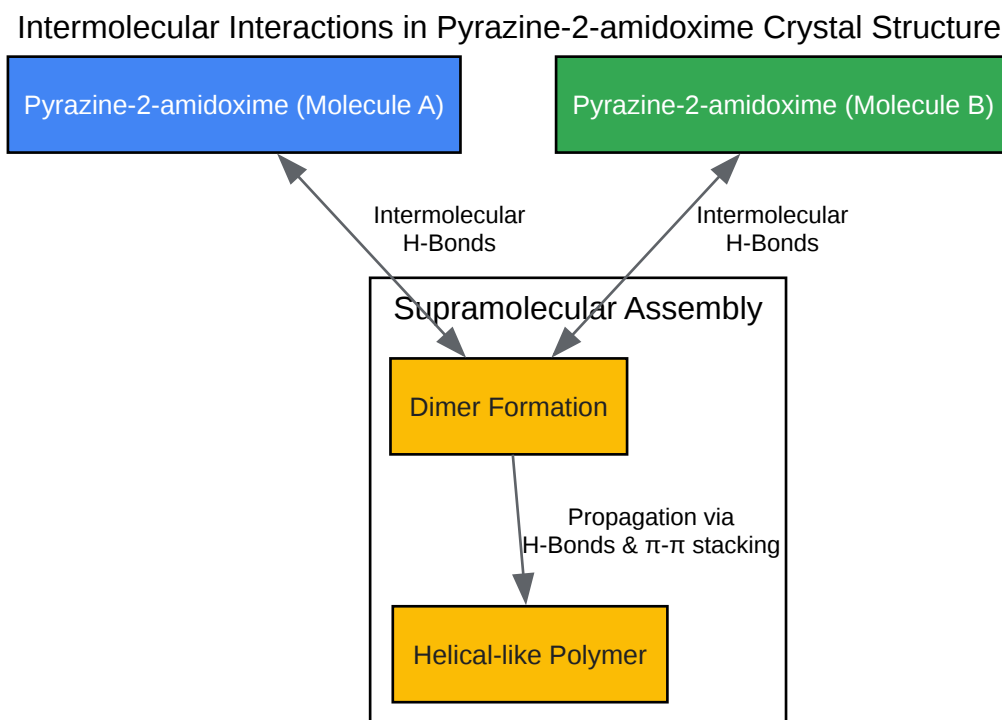 Intermolecular Interactions in Pyrazine-2-amidoxime Crystal Structure
Pyrazine-2-amidoxime (Molecule A)
Pyrazine-2-amidoxime (Molecule B)
Intermolecular
H-Bonds
Intermolecular
H-Bonds
Supramolecular Assembly
Dimer Formation
Propagation via
H-Bonds & π-π stacking
Helical-like Polymer